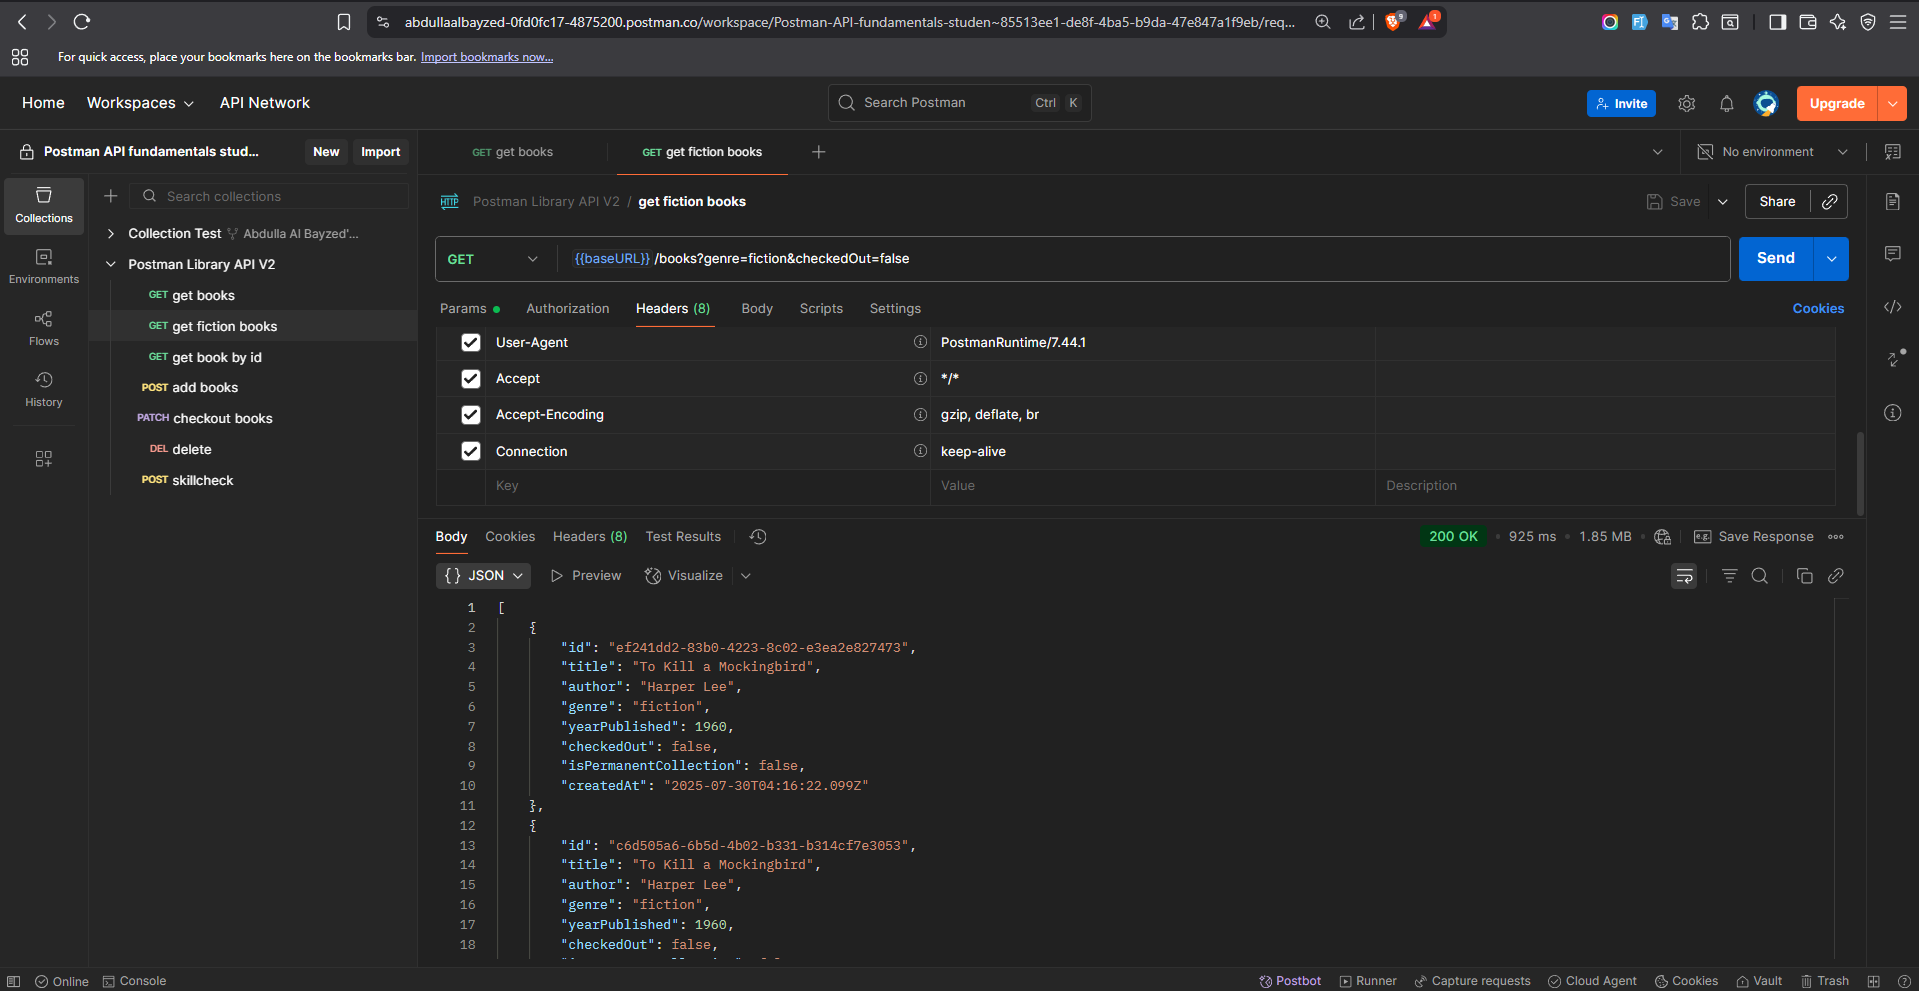 abdullaalbayzed-0fd0fc17-4875200.postman.co/workspace/Postman-API-fundamentals-studen~85513ee1-de8f-4ba5-b9da-47e847a1f9eb/req...
9
1
For quick access, place your bookmarks here on the bookmarks bar. Import bookmarks now...
Home Workspaces API Network
Search Postman Ctrl K
Invite
Upgrade
Postman API fundamentals stud...
New Import
GET get books
GET get fiction books
No environment
Collections
Environments
Flows
History
Search collections
Collection Test Abdulla Al Bayzed'...
Postman Library API V2
GET get books
GET get fiction books
GET get book by id
POST add books
PATCH checkout books
DEL delete
POST skillcheck
HTTP Postman Library API V2 / get fiction books
Save
Share
GET {{baseURL}} /books?genre=fiction&checkedOut=false
Send
Params Authorization Headers (8) Body Scripts Settings
Cookies
User-Agent PostmanRuntime/7.44.1
Accept */*
Accept-Encoding gzip, deflate, br
Connection keep-alive
Key Value Description
Body Cookies Headers (8) Test Results
200 OK • 925 ms • 1.85 MB
e.g. Save Response
{} JSON Preview Visualize
1 [
2 {
3 "id": "ef241dd2-83b0-4223-8c02-e3ea2e827473",
4 "title": "To Kill a Mockingbird",
5 "author": "Harper Lee",
6 "genre": "fiction",
7 "yearPublished": 1960,
8 "checkedOut": false,
9 "isPermanentCollection": false,
10 "createdAt": "2025-07-30T04:16:22.099Z"
11 },
12 {
13 "id": "c6d505a6-6b5d-4b02-b331-b314cf7e3053",
14 "title": "To Kill a Mockingbird",
15 "author": "Harper Lee",
16 "genre": "fiction",
17 "yearPublished": 1960,
18 "checkedOut": false,
Online Console
Postbot Runner Capture requests Cloud Agent Cookies Vault Trash